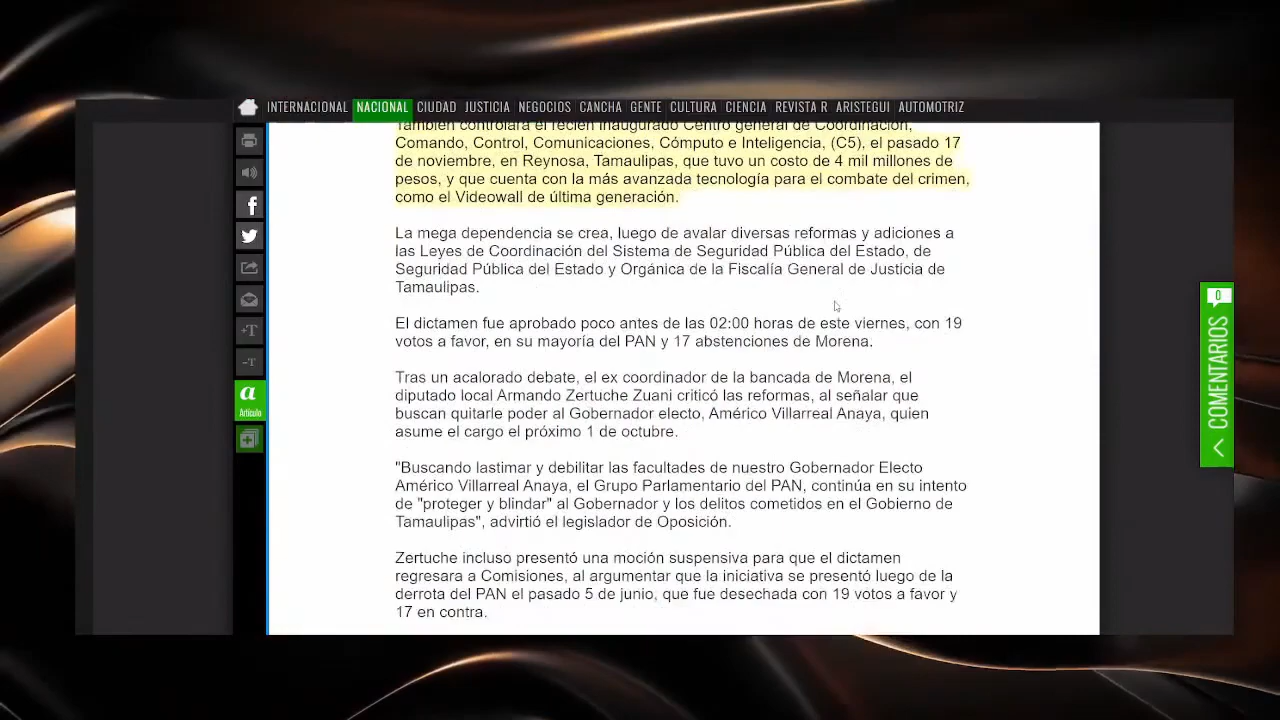 INTERNACIONAL NACIONAL CIUDAD JUSTICIA NEGOCIOS CANCHA GENTE CULTURA CIENCIA REVISTA R ARISTEGUI AUTOMOTRIZ
También controlará el recién inaugurado Centro general de Coordinación,
Comando, Control, Comunicaciones, Cómputo e Inteligencia, (C5), el pasado 17
de noviembre, en Reynosa, Tamaulipas, que tuvo un costo de 4 mil millones de
pesos, y que cuenta con la más avanzada tecnología para el combate del crimen,
como el Videowall de última generación.
La mega dependencia se crea, luego de avalar diversas reformas y adiciones a
las Leyes de Coordinación del Sistema de Seguridad Pública del Estado, de
Seguridad Pública del Estado y Orgánica de la Fiscalía General de Justicia de
Tamaulipas.
El dictamen fue aprobado poco antes de las 02:00 horas de este viernes, con 19
votos a favor, en su mayoría del PAN y 17 abstenciones de Morena.
Tras un acalorado debate, el ex coordinador de la bancada de Morena, el
diputado local Armando Zertuche Zuani criticó las reformas, al señalar que
buscan quitarle poder al Gobernador electo, Américo Villarreal Anaya, quien
asume el cargo el próximo 1 de octubre.
"Buscando lastimar y debilitar las facultades de nuestro Gobernador Electo
Américo Villarreal Anaya, el Grupo Parlamentario del PAN, continúa en su intento
de "proteger y blindar" al Gobernador y los delitos cometidos en el Gobierno de
Tamaulipas", advirtió el legislador de Oposición.
Zertuche incluso presentó una moción suspensiva para que el dictamen
regresara a Comisiones, al argumentar que la iniciativa se presentó luego de la
derrota del PAN el pasado 5 de junio, que fue desechada con 19 votos a favor y
17 en contra.
+T
-T
a
Artículo
0
COMENTARIOS